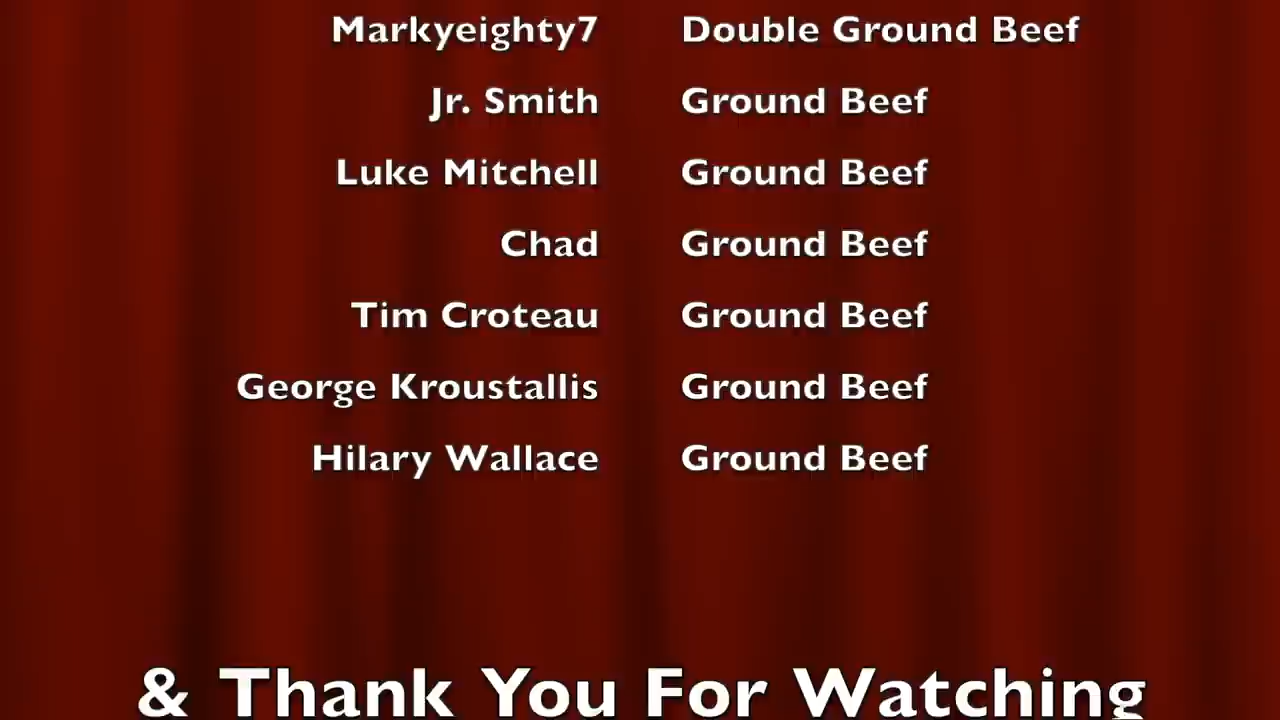 Markyeighty7 Double Ground Beef
Jr. Smith Ground Beef
Luke Mitchell Ground Beef
Chad Ground Beef
Tim Croteau Ground Beef
George Kroustallis Ground Beef
Hilary Wallace Ground Beef
& Thank You For Watching